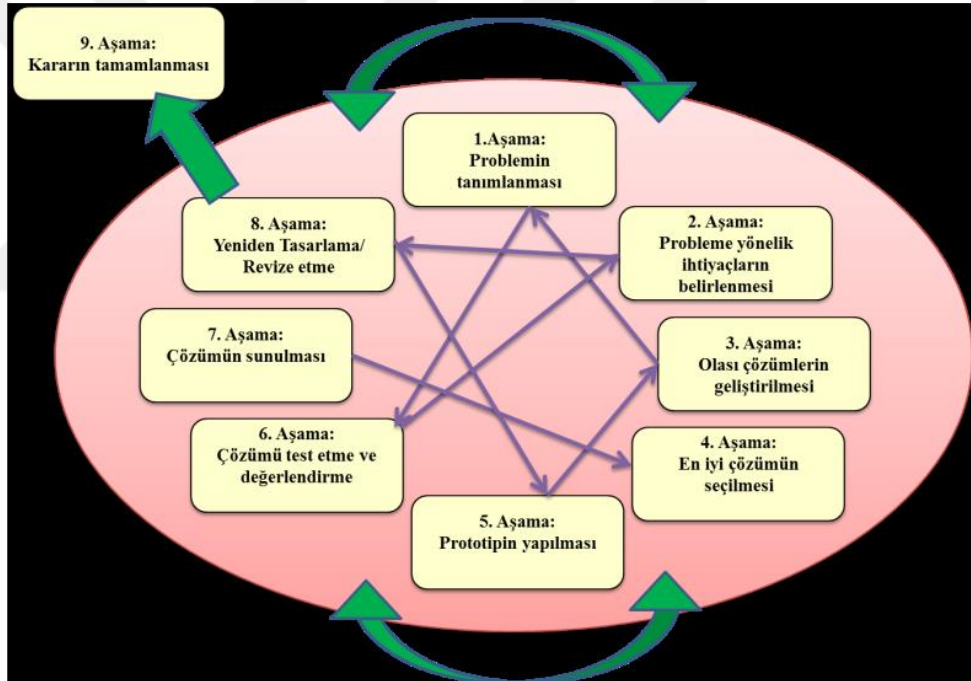 9. Aşama:
Kararın tamamlanması
1.Aşama:
Problemin
tanımlanması
2. Aşama:
Probleme yönelik
ihtiyaçların
belirlenmesi
3. Aşama:
Olası çözümlerin
geliştirilmesi
4. Aşama:
En iyi çözümün
seçilmesi
5. Aşama:
Prototipin yapılması
6. Aşama:
Çözümü test etme ve
değerlendirme
7. Aşama:
Çözümün sunulması
8. Aşama:
Yeniden Tasarlama/
Revize etme